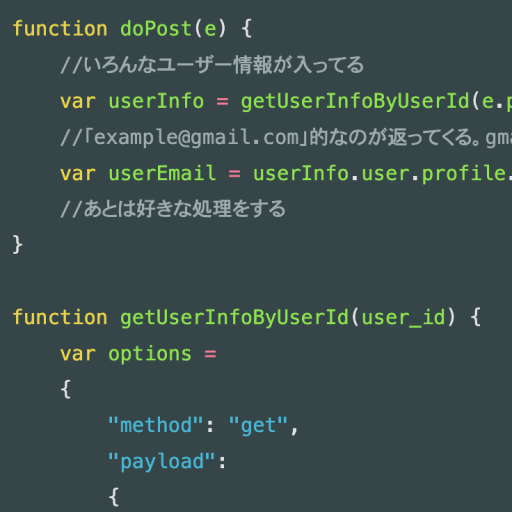 function doPost(e) {
//いろんなユーザー情報が入ってる
var userInfo = getUserInfoByUserId(e.
//「example@gmail.com」的なのが返ってくる。gm
var userEmail = userInfo.user.profile.
//あとは好きな処理をする
}
function getUserInfoByUserId(user_id) {
var options =
{
"method": "get",
"payload":
{